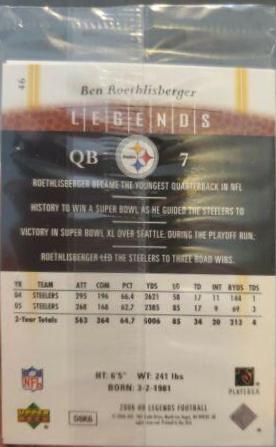 46
Ben Roethlisberger
LEGENDS
QB 7
Steelers
ROETHLISBERGER BECAME THE YOUNGEST QUARTERBACK IN NFL
HISTORY TO WIN A SUPER BOWL AS HE GUIDED THE STEELERS TO
VICTORY IN SUPER BOWL XL OVER SEATTLE; DURING THE PLAYOFF RUN,
ROETHLISBERGER LED THE STEELERS TO THREE ROAD WINS.
YR TEAM ATT COM PCT YDS LG TD INT RYDS TDS
04 STEELERS 295 196 66.4 2621 58 17 11 144 1
05 STEELERS 268 168 62.7 2385 85 17 9 69 3
2-Year Totals 563 364 64.7 5006 85 34 20 213 4
HT: 6'5" WT: 241 lbs
BORN: 3-2-1981
NFL
PLAYERS
UPPER DECK
2006 UD LEGENDS FOOTBALL